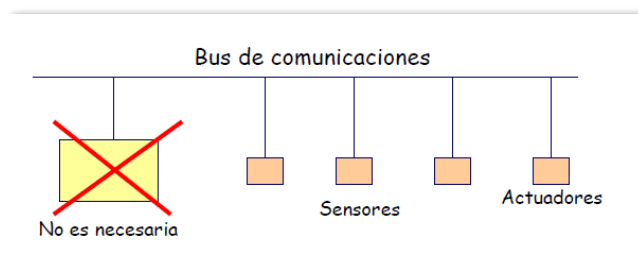 Bus de comunicaciones
Sensores
Actuadores
No es necesaria